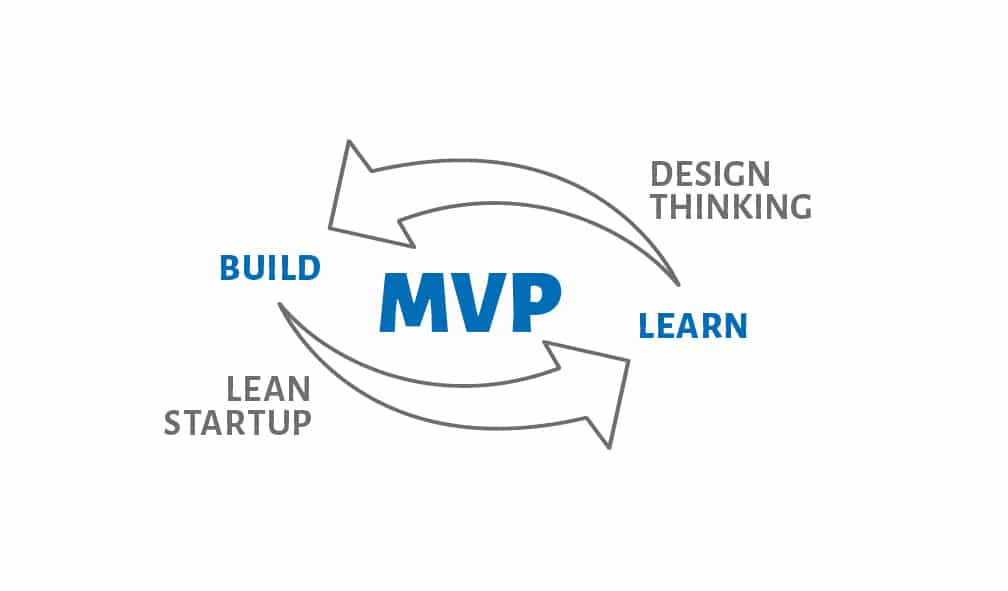 DESIGN
THINKING
BUILD
MVP
LEARN
LEAN
STARTUP